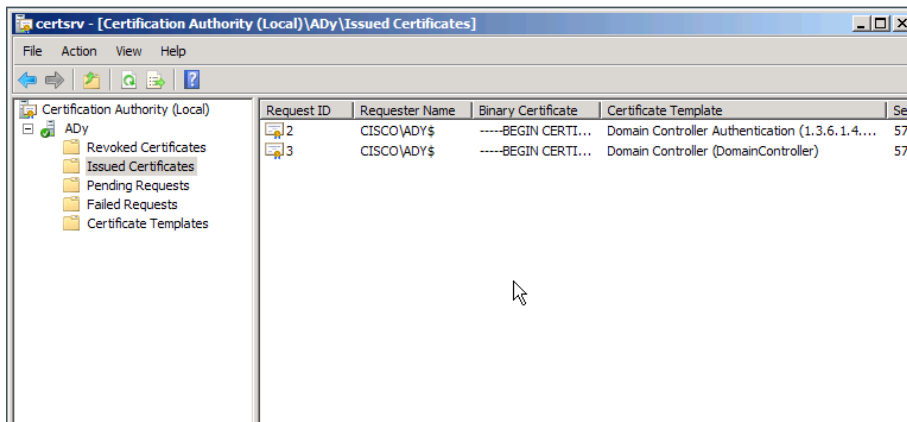 certsrv - [Certification Authority (Local)\ADy\Issued Certificates]
File Action View Help
Certification Authority (Local)
ADy
Revoked Certificates
Issued Certificates
Pending Requests
Failed Requests
Certificate Templates
Request ID Requester Name Binary Certificate Certificate Template Se
2 CISCO\ADY$ -----BEGIN CERTI... Domain Controller Authentication (1.3.6.1.4.... 57
3 CISCO\ADY$ -----BEGIN CERTI... Domain Controller (DomainController) 57